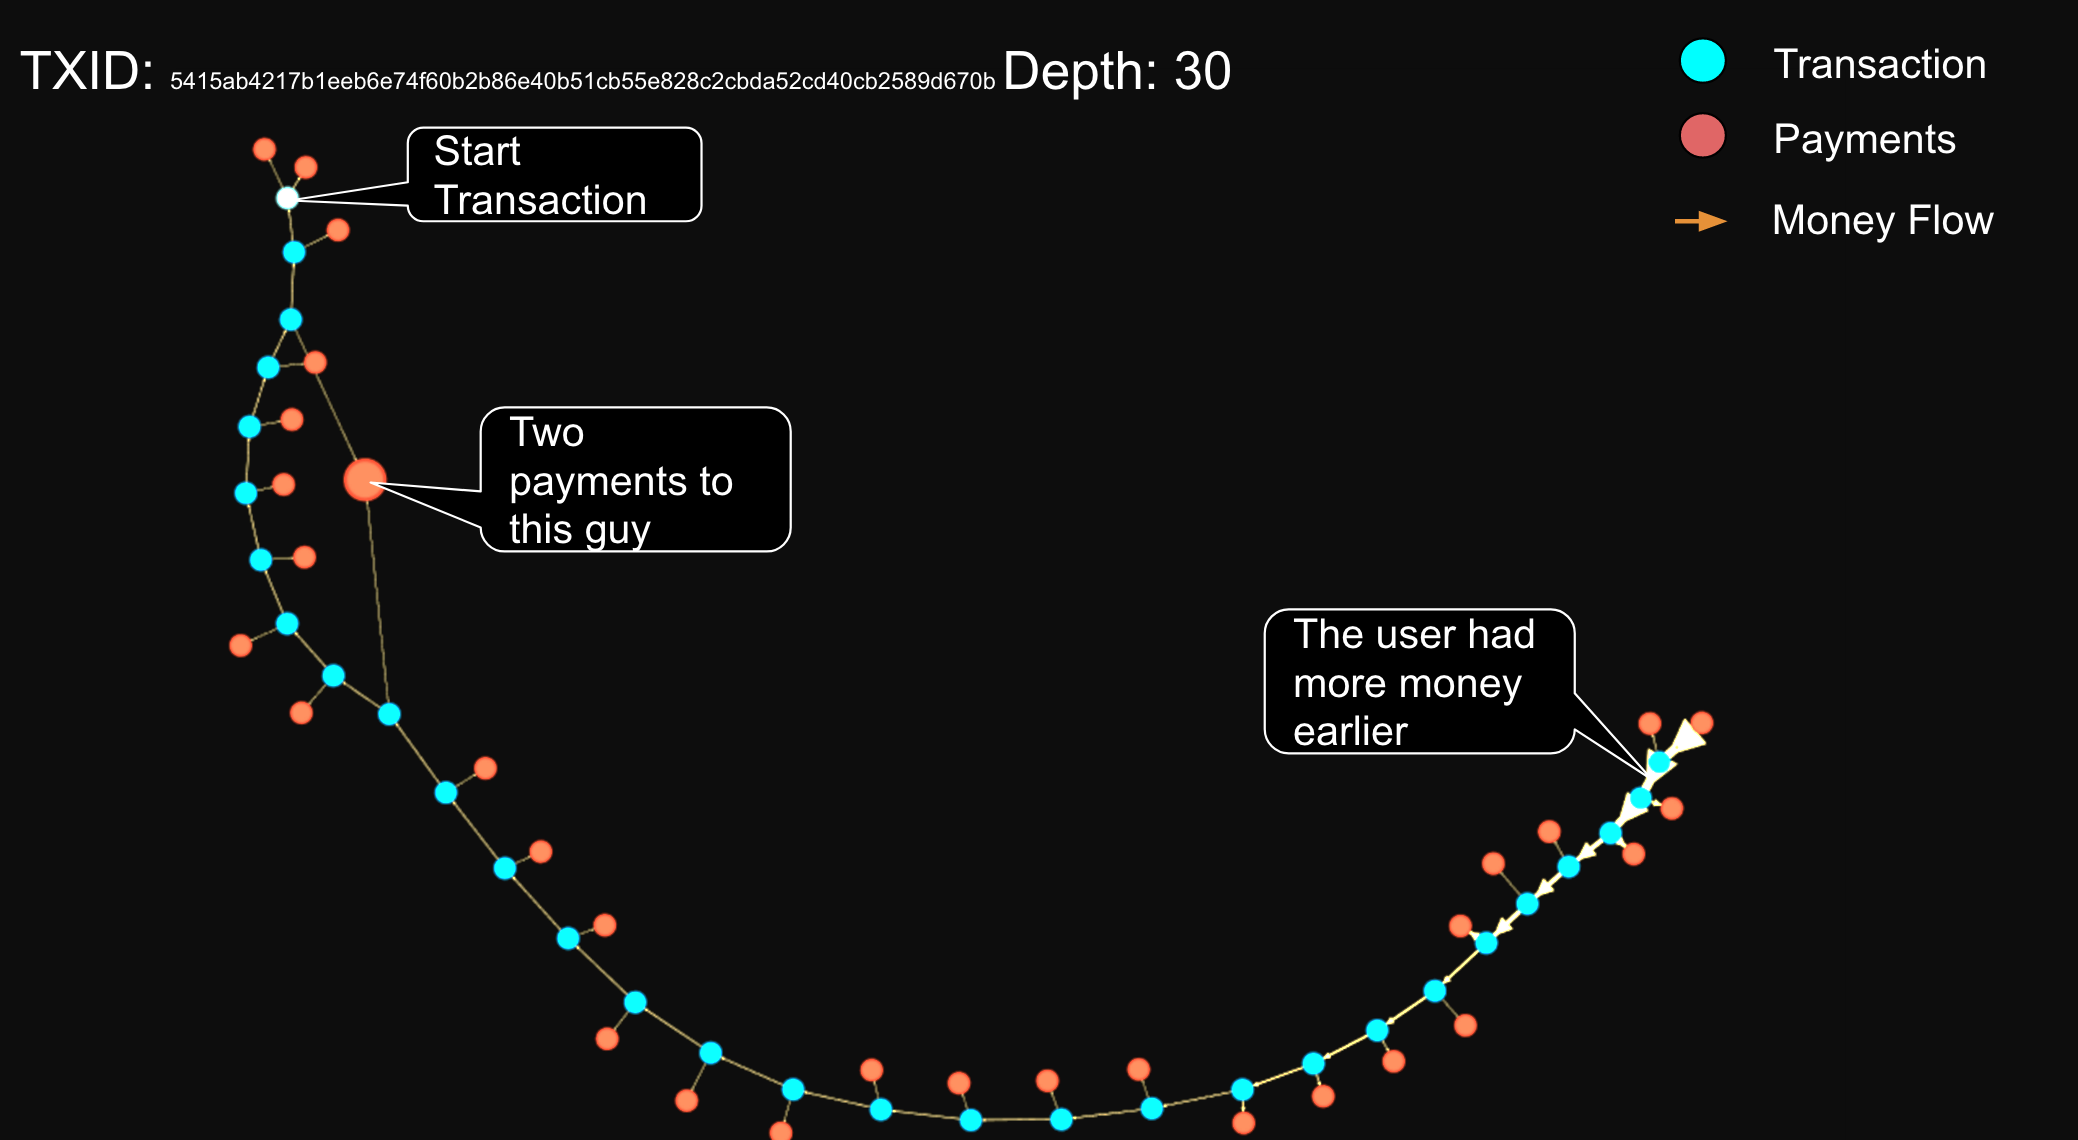 TXID: 5415ab4217b1eeb6e74f60b2b86e40b51cb55e828c2cbda52cd40cb2589d670b Depth: 30
Transaction
Payments
Money Flow
Start
Transaction
Two
payments to
this guy
The user had
more money
earlier